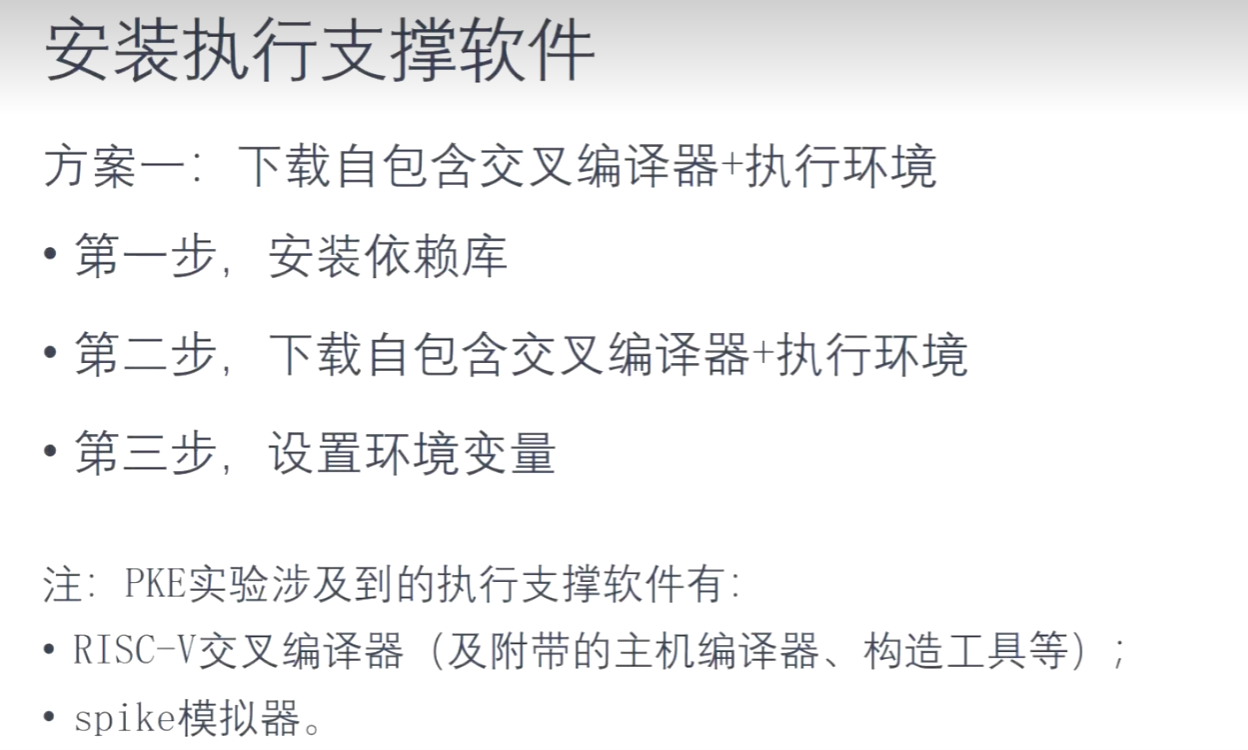 安装执行支撑软件
方案一：下载自包含交叉编译器+执行环境
• 第一步，安装依赖库
• 第二步，下载自包含交叉编译器+执行环境
• 第三步，设置环境变量
注：PKE实验涉及到的执行支撑软件有：
• RISC-V交叉编译器（及附带的主机编译器、构造工具等）；
• spike模拟器。